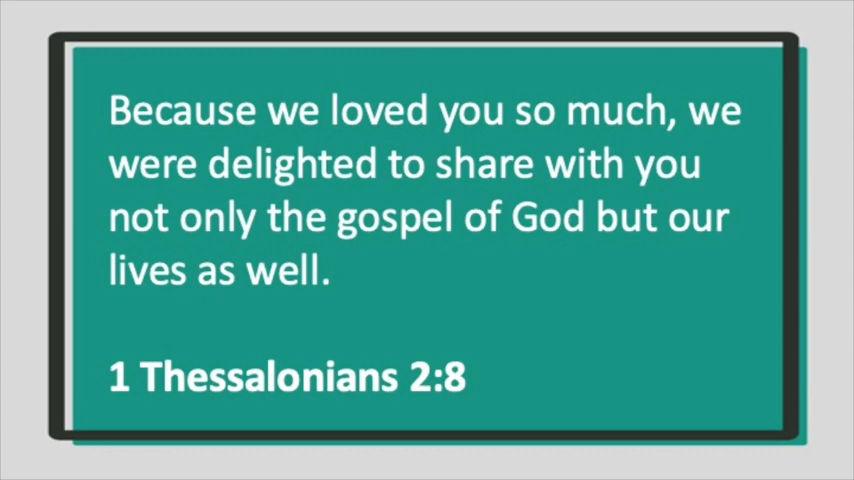 Because we loved you so much, we
were delighted to share with you
not only the gospel of God but our
lives as well.
1 Thessalonians 2:8